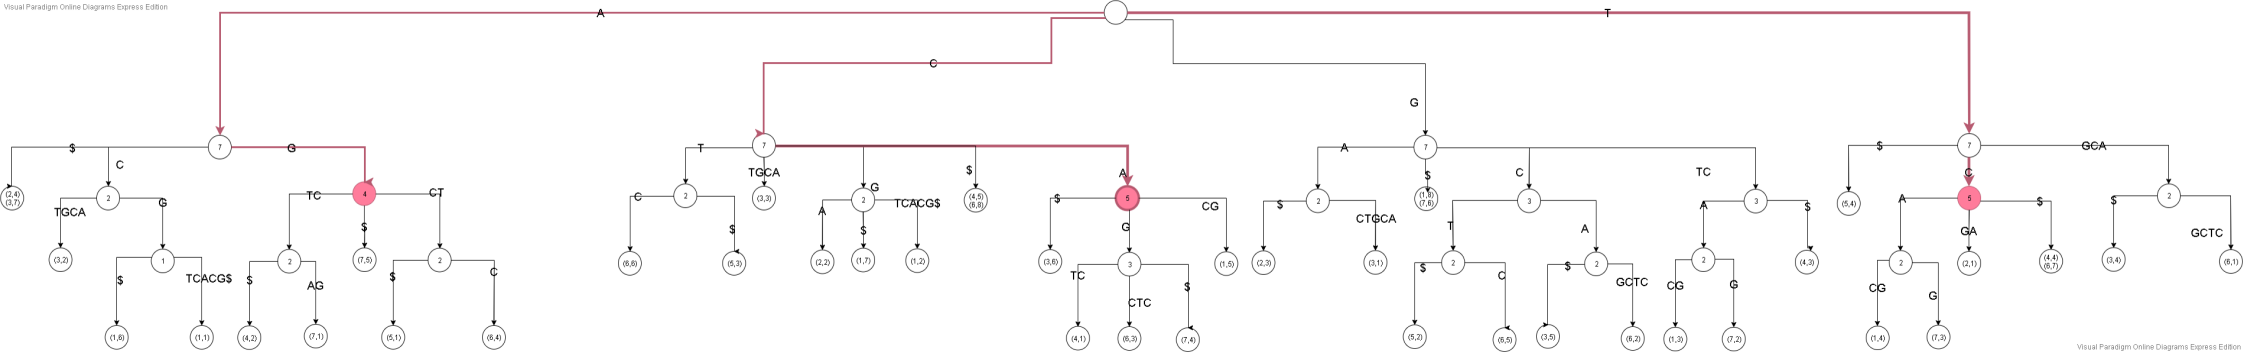 Visual Paradigm Online Diagrams Express Edition
A
T
C
G
7
7
7
7
$
C
G
T
TGCA
G
$
A
A
$
C
TC
$
C
GCA
(2,4)
(3,7)
2
TC
4
CT
C
2
$
(3,3)
A
2
TCACG$
(4,5)
(6,8)
$
5
CG
$
2
CTGCA
(1,8)
(7,6)
T
3
A
A
3
$
(5,4)
A
5
$
$
2
GCTC
TGCA
G
$
G
$
GA
(3,2)
1
2
(7,5)
2
(6,6)
(5,3)
(2,2)
(1,7)
(1,2)
(3,6)
3
(1,5)
(2,3)
(3,1)
2
2
2
(4,3)
2
(2,1)
(4,4)
(6,7)
(3,4)
(6,1)
$
TCACG$
$
AG
$
C
TC
CTC
$
$
C
$
GCTC
CG
G
CG
G
(1,6)
(1,1)
(4,2)
(7,1)
(5,1)
(6,4)
(4,1)
(6,3)
(7,4)
(5,2)
(6,5)
(3,5)
(6,2)
(1,3)
(7,2)
(1,4)
(7,3)
Visual Paradigm Online Diagrams Express Edition